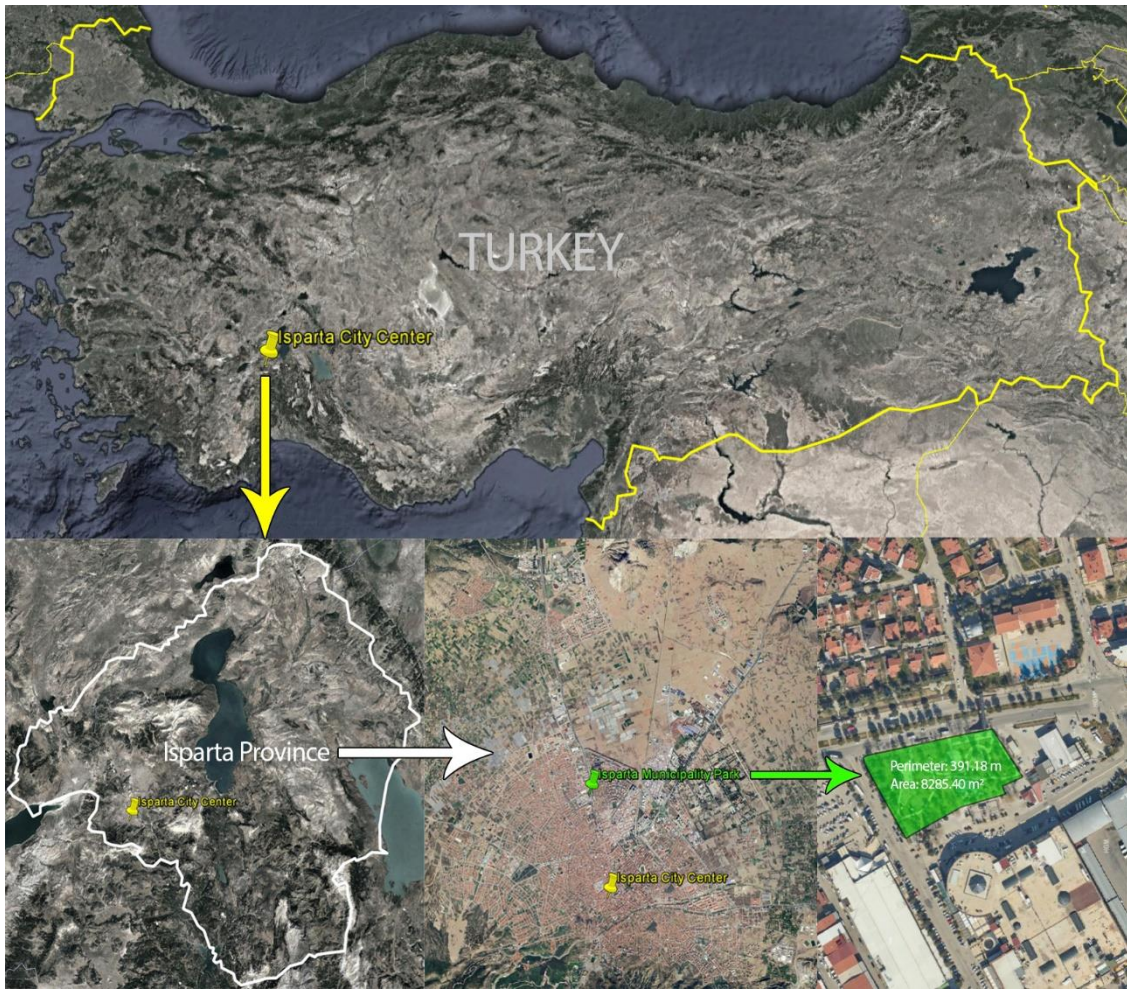 TURKEY
Isparta City Center
Isparta Province
Isparta City Center
Isparta Municipality Park
Isparta City Center
Perimeter: 391.18 m
Area: 8285.40 m²